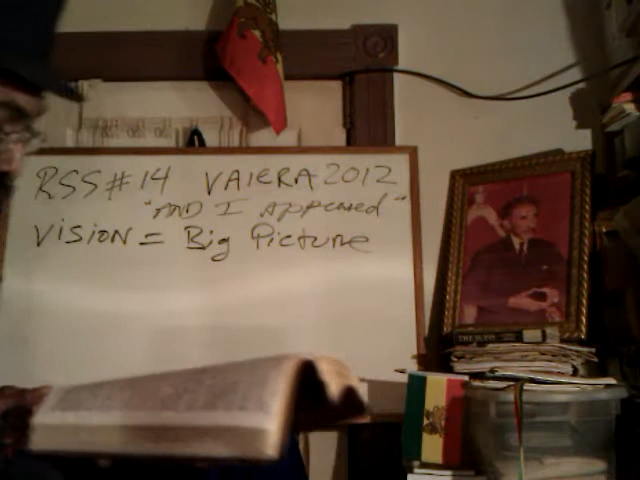 RSS#14 VAIERA 2012
"AND I Appeared"
VISION = Big Picture